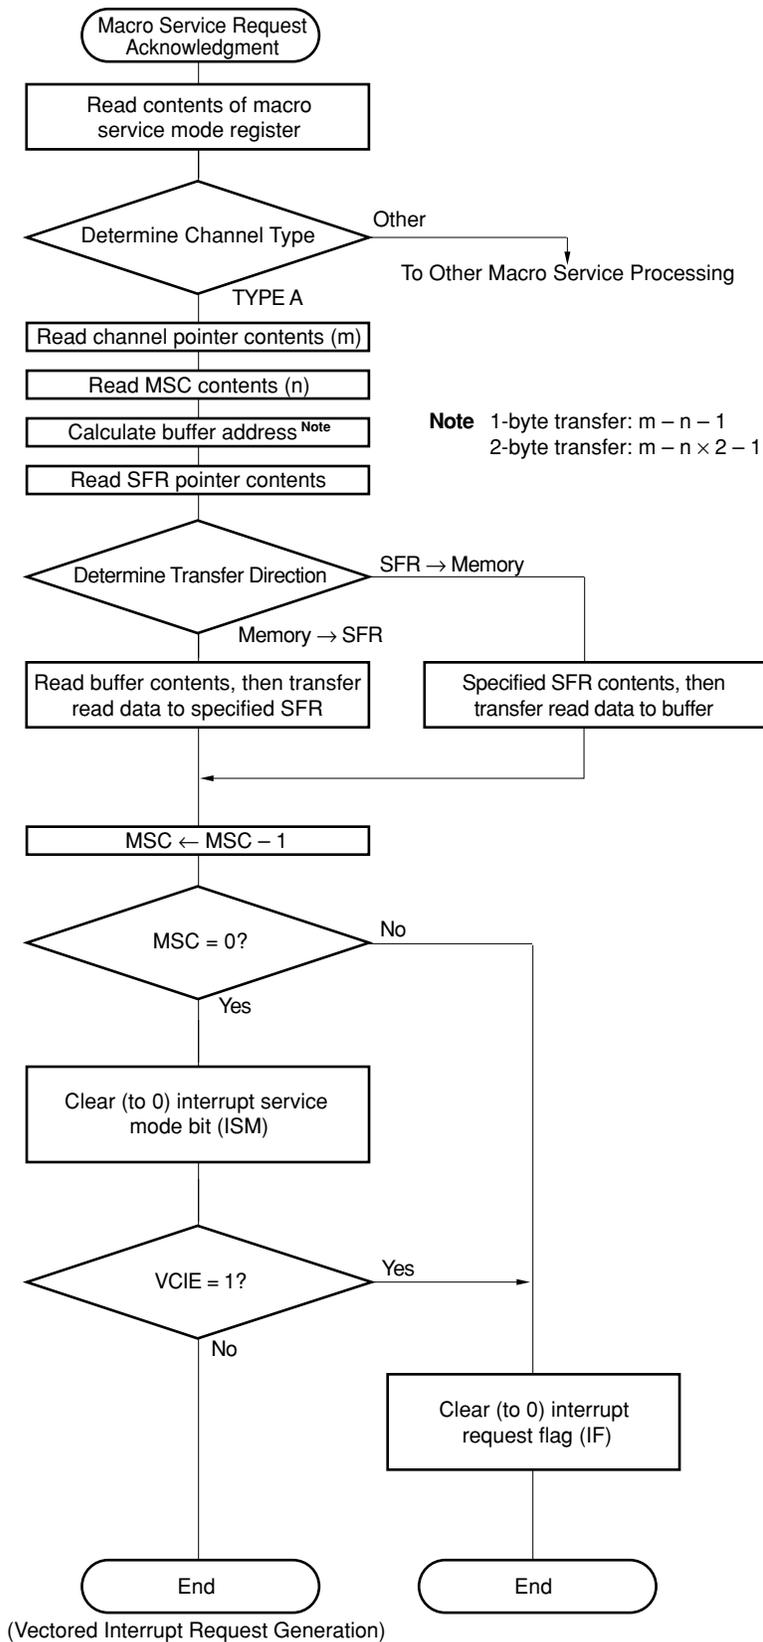 Macro Service Request
Acknowledgment
Read contents of macro
service mode register
Determine Channel Type
Other
To Other Macro Service Processing
TYPE A
Read channel pointer contents (m)
Read MSC contents (n)
Calculate buffer address Note
Note 1-byte transfer: m – n – 1
2-byte transfer: m – n × 2 – 1
Read SFR pointer contents
Determine Transfer Direction
SFR → Memory
Memory → SFR
Read buffer contents, then transfer
read data to specified SFR
Specified SFR contents, then
transfer read data to buffer
MSC ← MSC – 1
MSC = 0?
No
Yes
Clear (to 0) interrupt service
mode bit (ISM)
VCIE = 1?
Yes
No
Clear (to 0) interrupt
request flag (IF)
End
End
(Vectored Interrupt Request Generation)